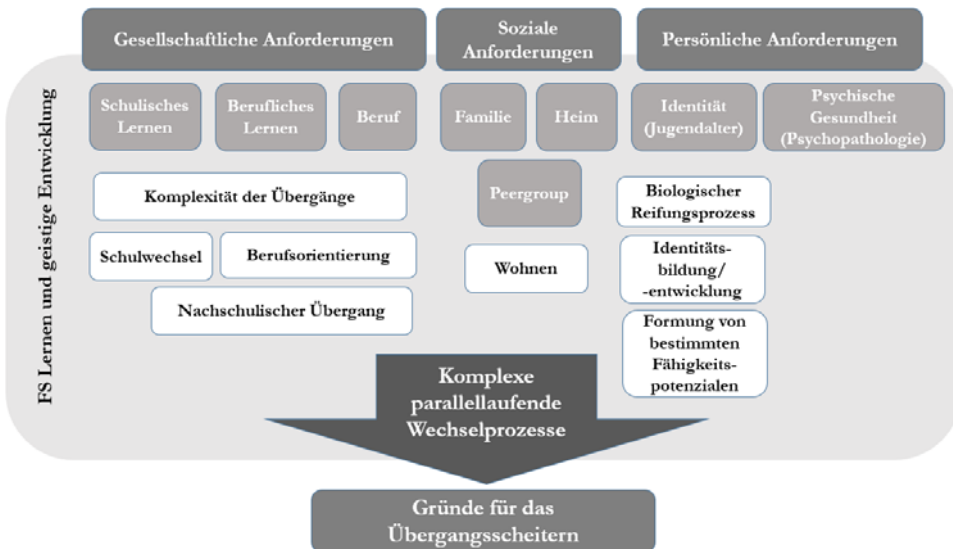 Gesellschaftliche Anforderungen
Soziale
Anforderungen
Persönliche Anforderungen
FS Lernen und geistige Entwicklung
Schulisches
Lernen
Berufliches
Lernen
Beruf
Familie
Heim
Identität
(Jugendalter)
Psychische
Gesundheit
(Psychopathologie)
Komplexität der Übergänge
Peergroup
Biologischer
Reifungsprozess
Schulwechsel
Berufsorientierung
Wohnen
Identitäts-
bildung/
-entwicklung
Nachschulischer Übergang
Formung von
bestimmten
Fähigkeits-
potenzialen
Komplexe
parallellaufende
Wechselprozesse
Gründe für das
Übergangsscheitern